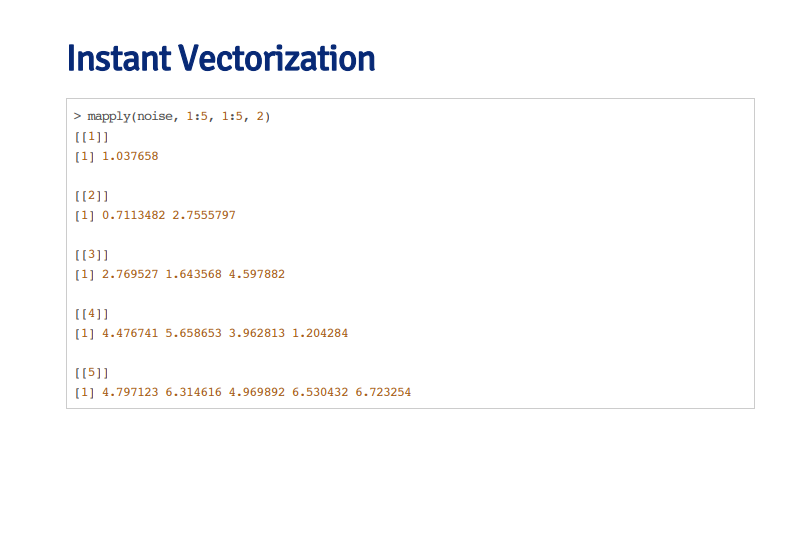 Instant Vectorization
> mapply(noise, 1:5, 1:5, 2)
[[1]]
[1] 1.037658
[[2]]
[1] 0.7113482 2.7555797
[[3]]
[1] 2.769527 1.643568 4.597882
[[4]]
[1] 4.476741 5.658653 3.962813 1.204284
[[5]]
[1] 4.797123 6.314616 4.969892 6.530432 6.723254